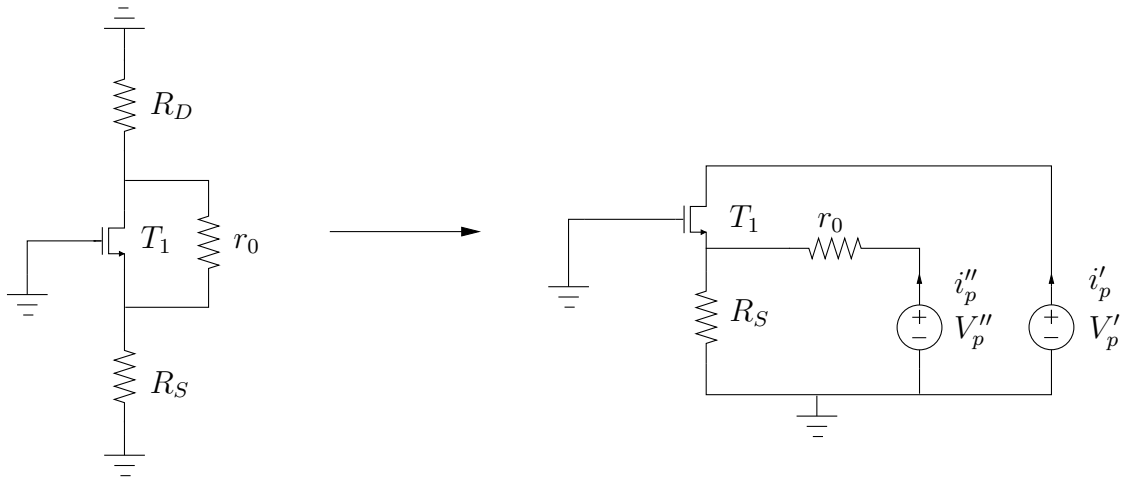 R_D
T_1
r_0
R_S
T_1
r_0
R_S
i''_p
V''_p
i'_p
V'_p
+
−
+
−